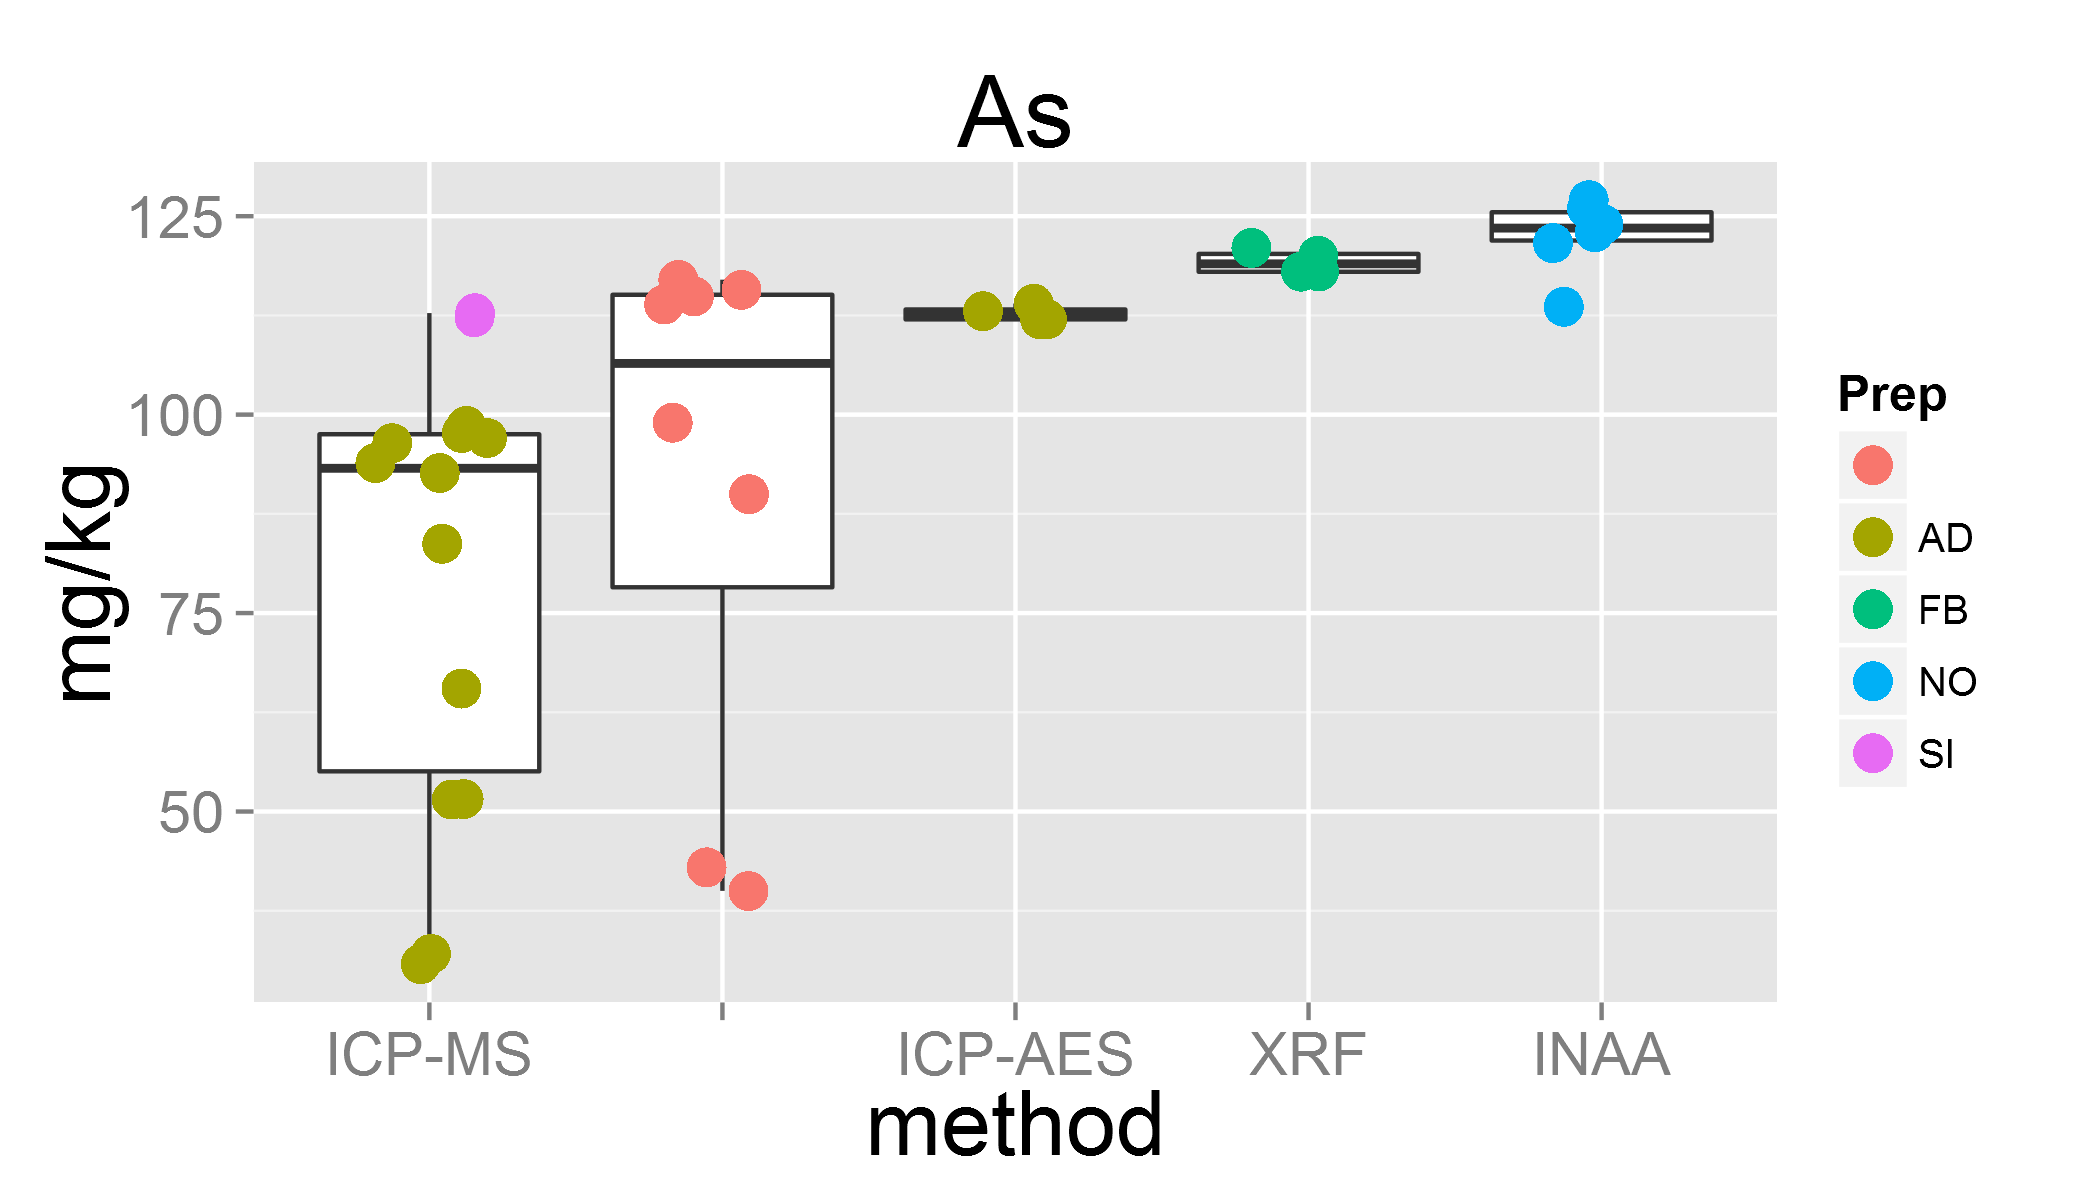 As
mg/kg
125
100
75
50
ICP-MS
ICP-AES
XRF
INAA
method
Prep
AD
FB
NO
SI